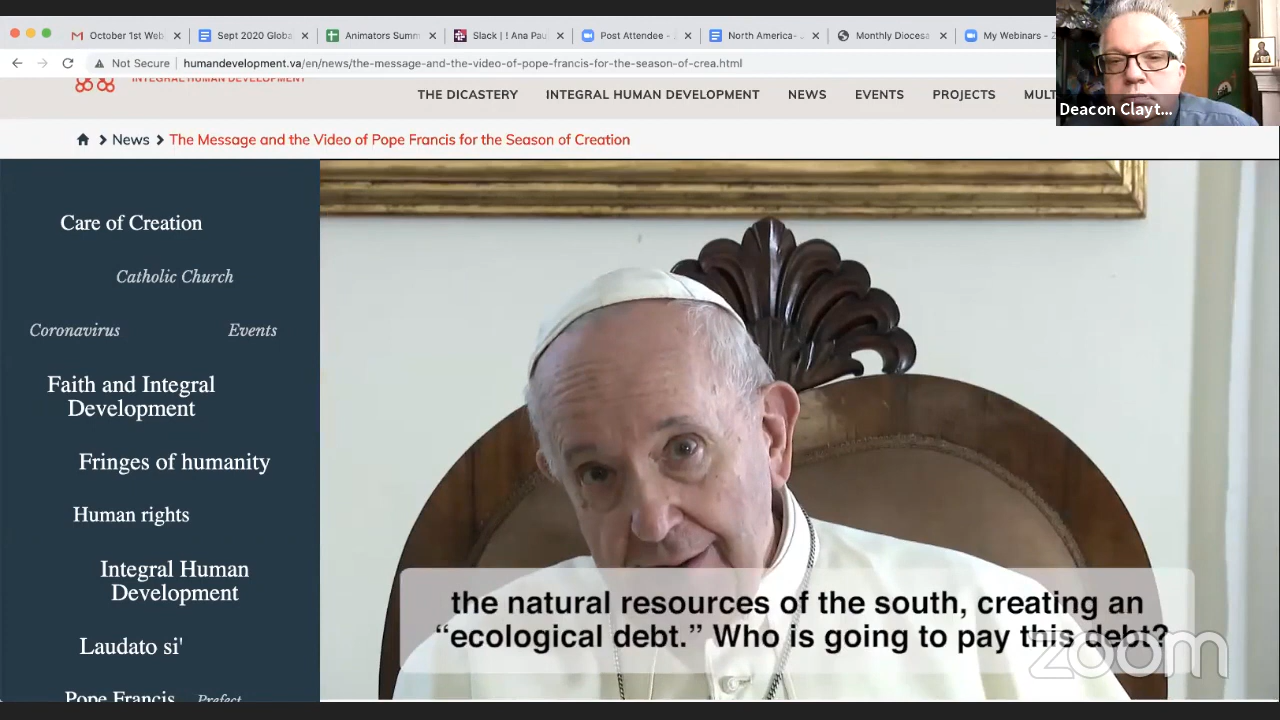 October 1st Web
Sept 2020 Globa
Animators Summ
Slack | ! Ana Pau
Post Attendee -
North America -
Monthly Diocesa
My Webinars - Z
Not Secure | humandevelopment.va/en/news/the-message-and-the-video-of-pope-francis-for-the-season-of-crea.html
INTEGRAL HUMAN DEVELOPMENT
THE DICASTERY
INTEGRAL HUMAN DEVELOPMENT
NEWS
EVENTS
PROJECTS
MULT
Deacon Clayt...
News
The Message and the Video of Pope Francis for the Season of Creation
Care of Creation
Catholic Church
Coronavirus
Events
Faith and Integral
Development
Fringes of humanity
Human rights
Integral Human
Development
Laudato si'
Pope Francis
Prefect
the natural resources of the south, creating an
“ecological debt.” Who is going to pay this debt?
zoom